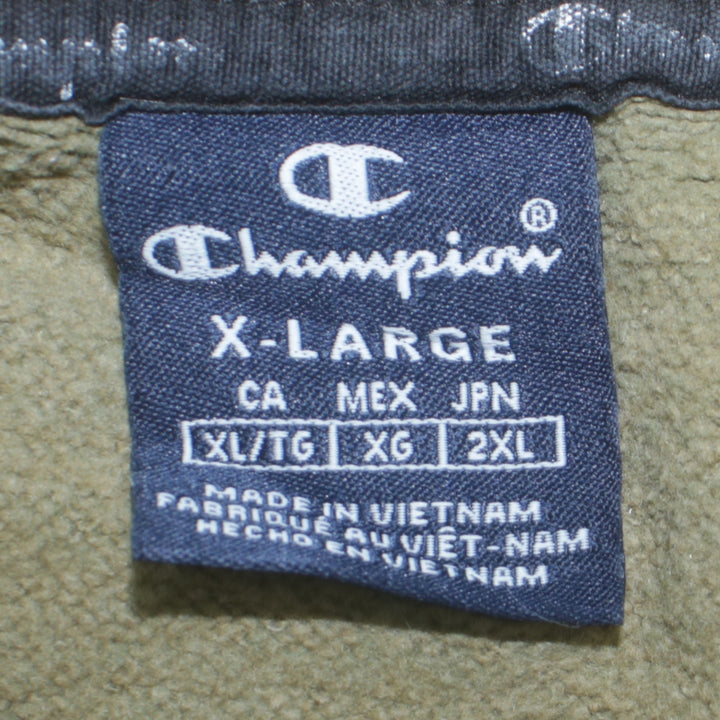 Champion®
X-LARGE
CA MEX JPN
XL/TG XG 2XL
MADE IN VIETNAM
FABRIQUÉ AU VIÊT-NAM
HECHO EN VIETNAM